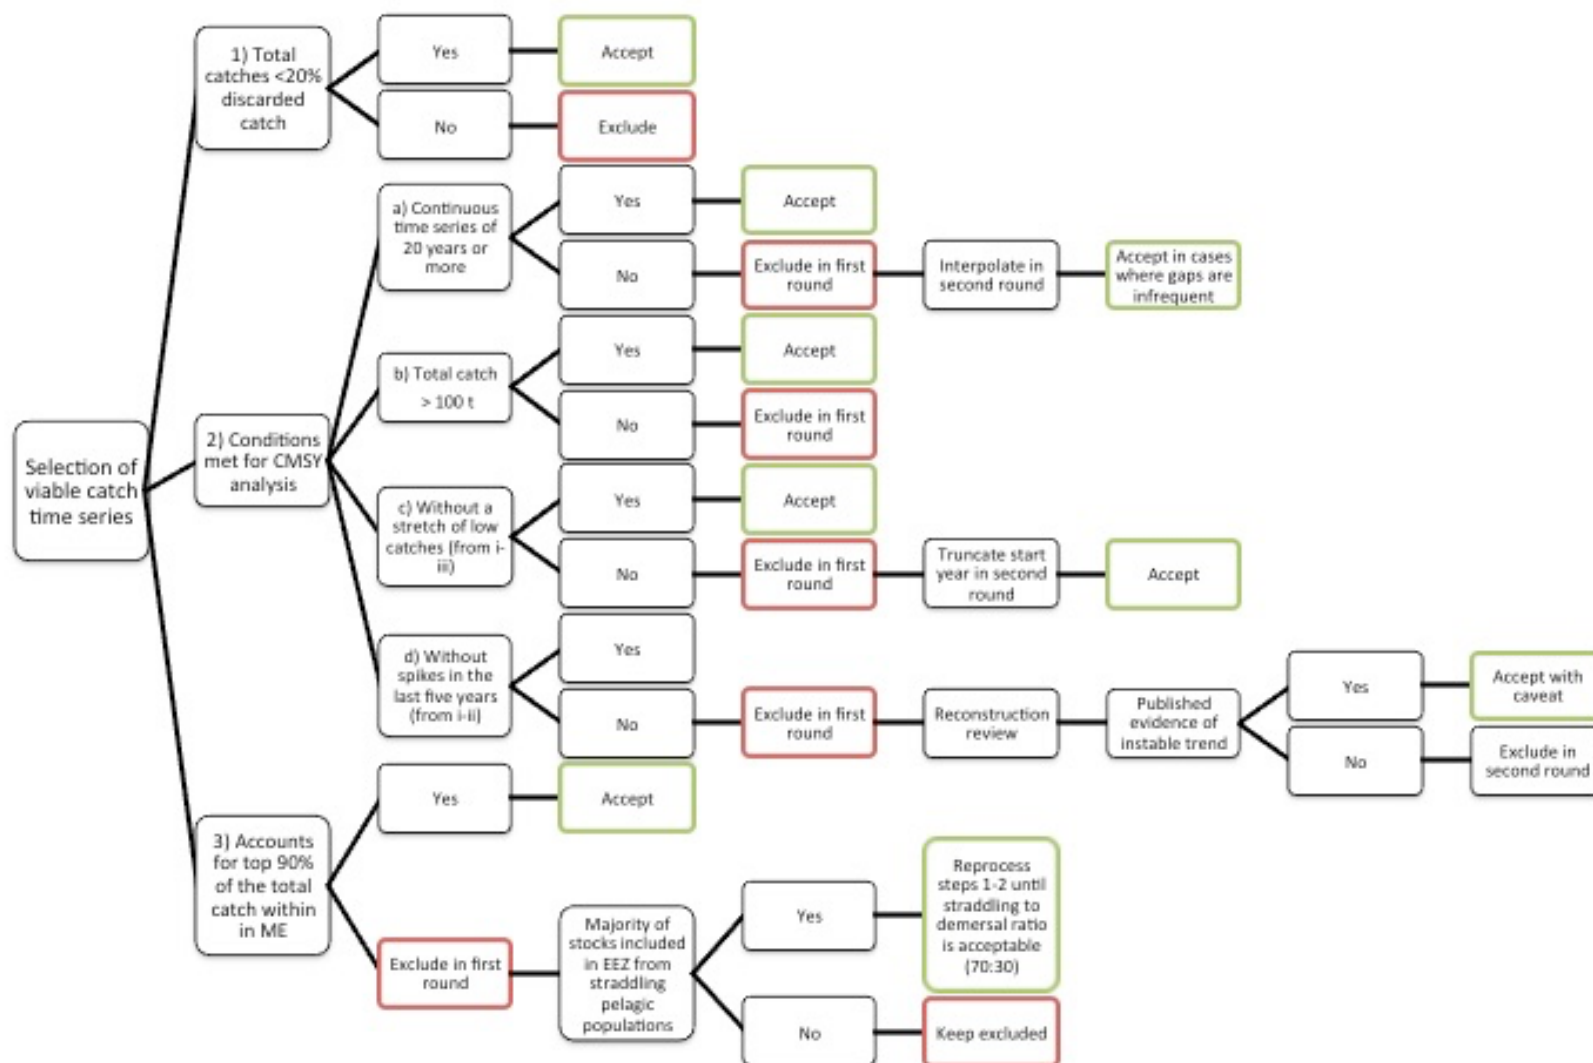 Selection of
viable catch
time series
1) Total
catches <20%
discarded
catch
Yes
Accept
No
Exclude
2) Conditions
met for CMSY
analysis
a) Continuous
time series of
20 years or
more
Yes
Accept
No
Exclude in first
round
Interpolate in
second round
Accept in cases
where gaps are
infrequent
b) Total catch
> 100 t
Yes
Accept
No
Exclude in first
round
c) Without a
stretch of low
catches (from i-
iii)
Yes
Accept
No
Exclude in first
round
Truncate start
year in second
round
Accept
d) Without
spikes in the
last five years
(from i-ii)
Yes
No
Exclude in first
round
Reconstruction
review
Published
evidence of
instable trend
Yes
Accept with
caveat
No
Exclude in
second round
3) Accounts
for top 90%
of the total
catch within
in ME
Yes
Accept
Exclude in first
round
Majority of
stocks included
in EEZ from
straddling
pelagic
populations
Yes
Reprocess
steps 1-2 until
straddling to
demersal ratio
is acceptable
(70:30)
No
Keep excluded